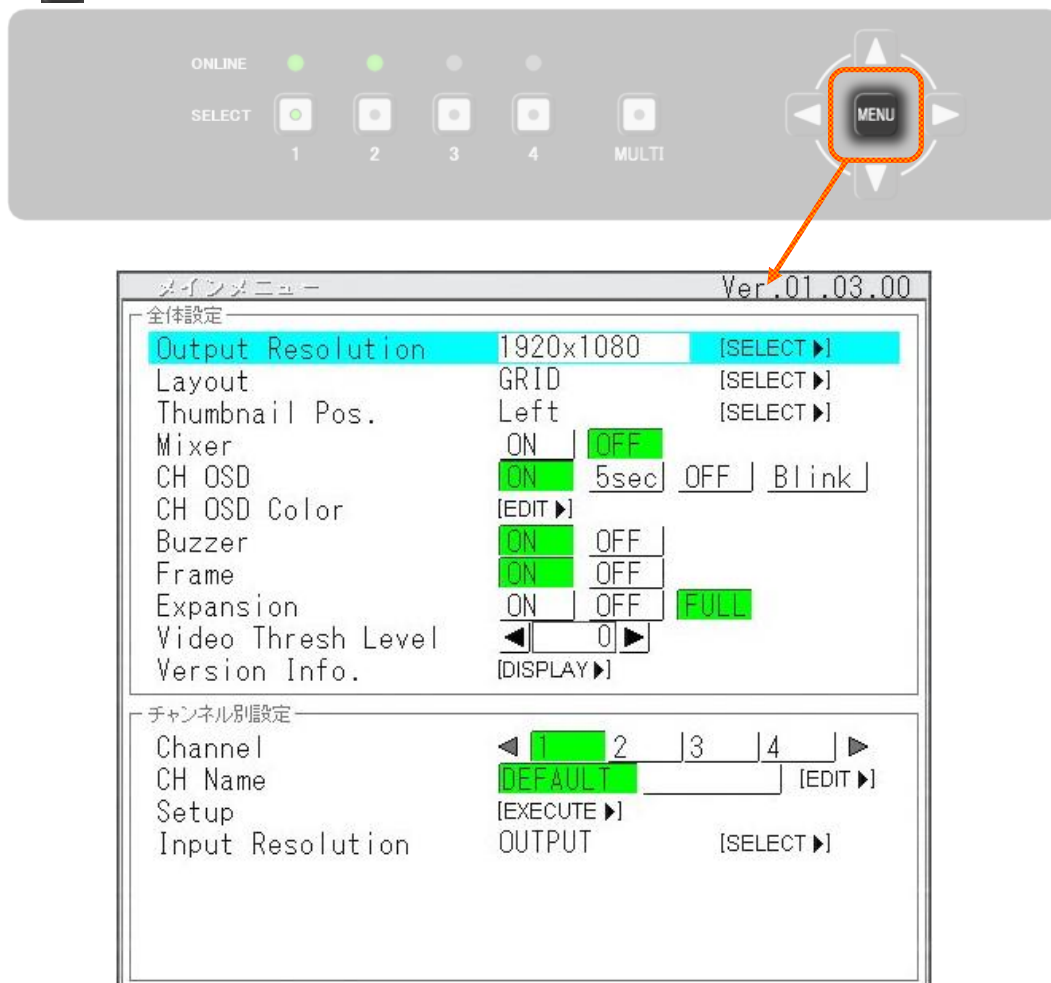 ONLINE
SELECT
MENU
1 2 3 4 MULTI
メインメニュー Ver.01.03.00
全体設定
Output Resolution 1920x1080 [SELECT ▶]
Layout GRID [SELECT ▶]
Thumbnail Pos. Left [SELECT ▶]
Mixer ON OFF
CH OSD ON 5sec OFF Blink
CH OSD Color [EDIT ▶]
Buzzer ON OFF
Frame ON OFF
Expansion ON OFF FULL
Video Thresh Level ◀ 0 ▶
Version Info. [DISPLAY ▶]
チャンネル別設定
Channel ◀ 1 2 3 4 ▶
CH Name DEFAULT [EDIT ▶]
Setup [EXECUTE ▶]
Input Resolution OUTPUT [SELECT ▶]